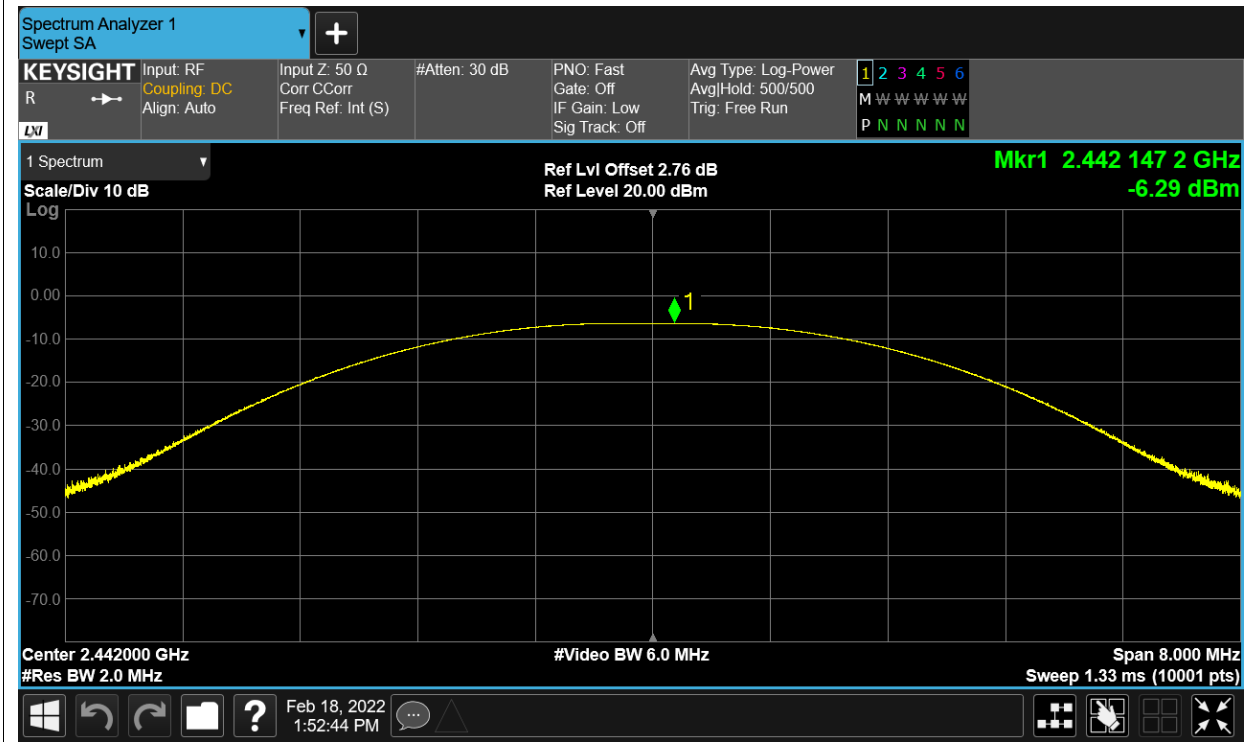 Spectrum Analyzer 1
Swept SA
KEYSIGHT
R
LXI
Input: RF
Coupling: DC
Align: Auto
Input Z: 50 Ω
Corr CCorr
Freq Ref: Int (S)
#Atten: 30 dB
PNO: Fast
Gate: Off
IF Gain: Low
Sig Track: Off
Avg Type: Log-Power
Avg|Hold: 500/500
Trig: Free Run
1 2 3 4 5 6
M W W W W W
P N N N N N
1 Spectrum
Scale/Div 10 dB
Log
Ref Lvl Offset 2.76 dB
Ref Level 20.00 dBm
Mkr1 2.442 147 2 GHz
-6.29 dBm
10.0
0.00
1
-10.0
-20.0
-30.0
-40.0
-50.0
-60.0
-70.0
Center 2.442000 GHz
#Res BW 2.0 MHz
#Video BW 6.0 MHz
Span 8.000 MHz
Sweep 1.33 ms (10001 pts)
?
Feb 18, 2022
1:52:44 PM